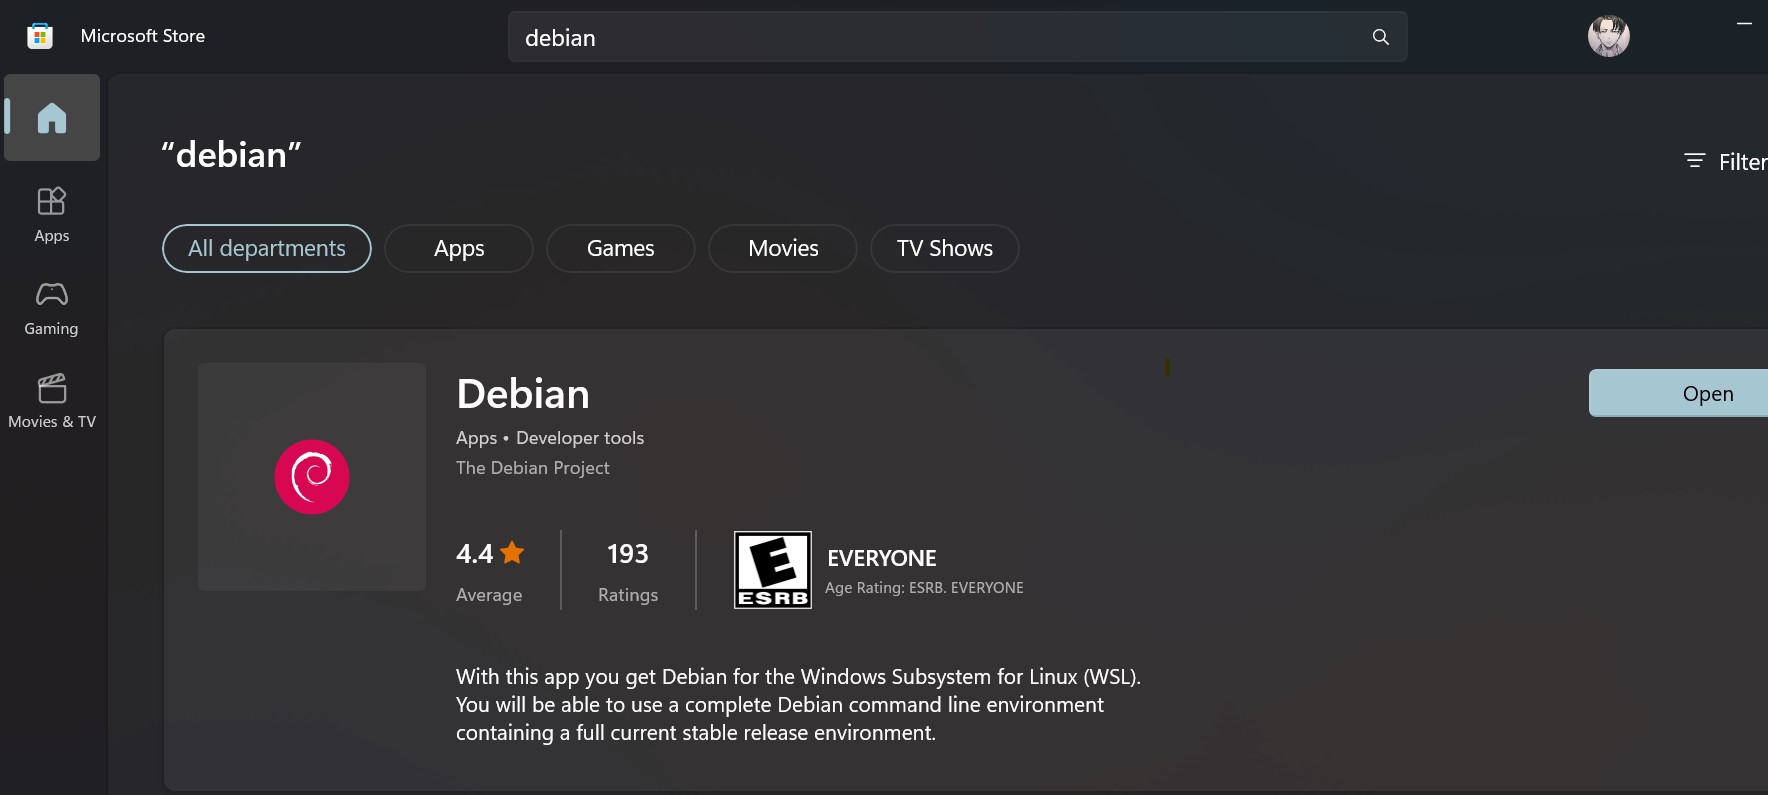 Microsoft Store
debian
“debian”
Filter
All departments
Apps
Games
Movies
TV Shows
Apps
Gaming
Movies & TV
Debian
Open
Apps • Developer tools
The Debian Project
4.4
193
EVERYONE
Average
Ratings
Age Rating: ESRB. EVERYONE
E
ESRB
With this app you get Debian for the Windows Subsystem for Linux (WSL).
You will be able to use a complete Debian command line environment
containing a full current stable release environment.